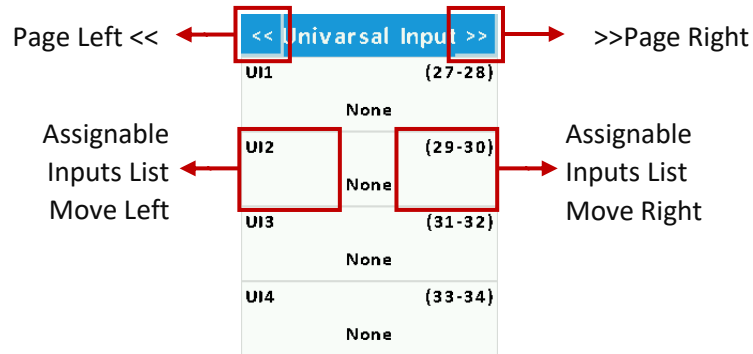 Page Left <<
<< Univarsal Input >>
>>Page Right
UI1 (27-28)
None
Assignable
Inputs List
Move Left
UI2 (29-30)
None
Assignable
Inputs List
Move Right
UI3 (31-32)
None
UI4 (33-34)
None